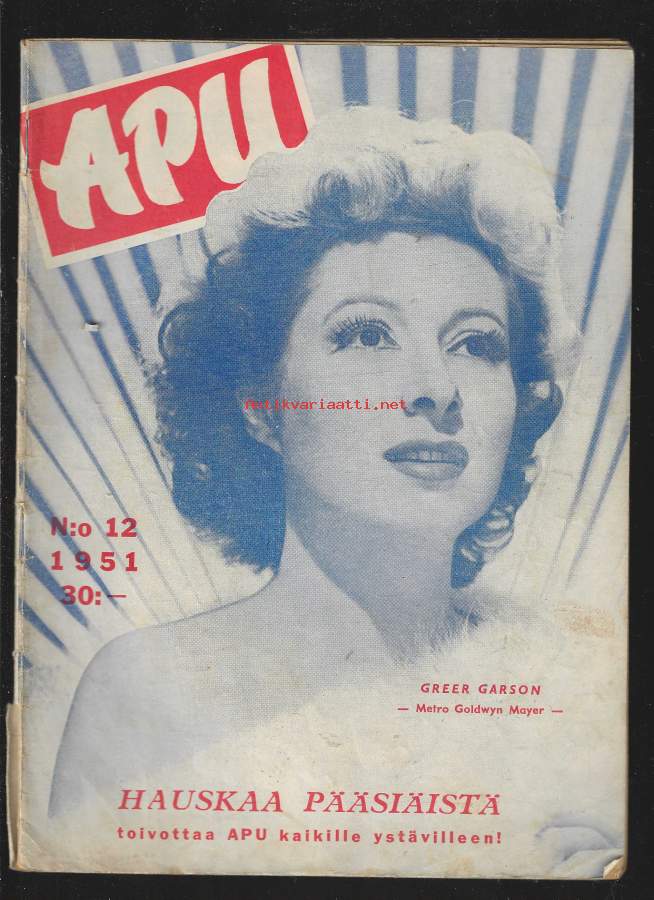 APU
Antikvariaatti.net
N:o 12
1951
30:—
GREER GARSON
— Metro Goldwyn Mayer —
HAUSKAA PÄÄSIÄISTÄ
toivottaa APU kaikille ystävilleen!